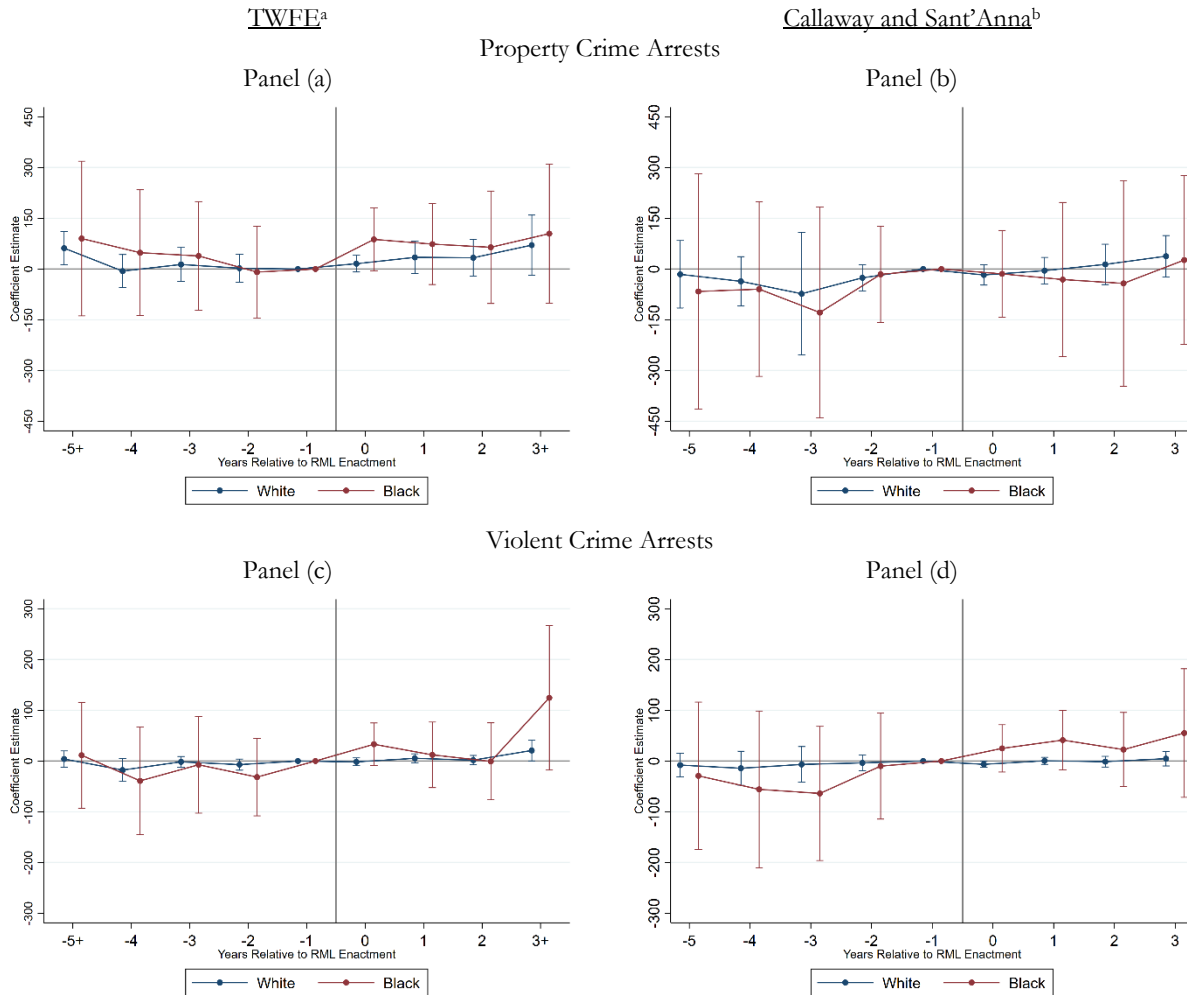 TWFEᵃ
Callaway and Sant'Annaᵇ
Property Crime Arrests
Panel (a)
Panel (b)
Coefficient Estimate
450
300
150
0
-150
-300
-450
-5+ -4 -3 -2 -1 0 1 2 3+
Years Relative to RML Enactment
White Black
Coefficient Estimate
450
300
150
0
-150
-300
-450
-5 -4 -3 -2 -1 0 1 2 3
Years Relative to RML Enactment
White Black
Violent Crime Arrests
Panel (c)
Panel (d)
Coefficient Estimate
300
200
100
0
-100
-200
-300
-5+ -4 -3 -2 -1 0 1 2 3+
Years Relative to RML Enactment
White Black
Coefficient Estimate
300
200
100
0
-100
-200
-300
-5 -4 -3 -2 -1 0 1 2 3
Years Relative to RML Enactment
White Black